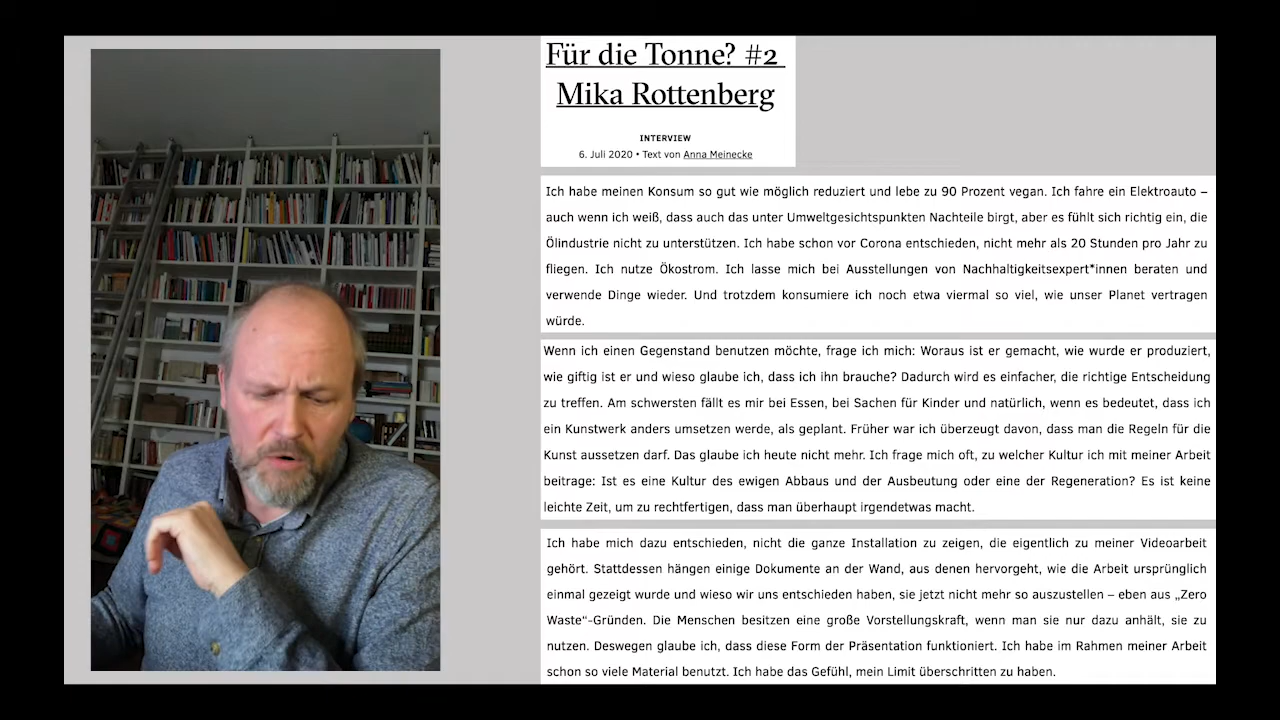 Für die Tonne? #2
Mika Rottenberg
INTERVIEW
6. Juli 2020 • Text von Anna Meinecke
Ich habe meinen Konsum so gut wie möglich reduziert und lebe zu 90 Prozent vegan. Ich fahre ein Elektroauto –
auch wenn ich weiß, dass auch das unter Umweltgesichtspunkten Nachteile birgt, aber es fühlt sich richtig ein, die
Ölindustrie nicht zu unterstützen. Ich habe schon vor Corona entschieden, nicht mehr als 20 Stunden pro Jahr zu
fliegen. Ich nutze Ökostrom. Ich lasse mich bei Ausstellungen von Nachhaltigkeitsexpert*innen beraten und
verwende Dinge wieder. Und trotzdem konsumiere ich noch etwa viermal so viel, wie unser Planet vertragen
würde.
Wenn ich einen Gegenstand benutzen möchte, frage ich mich: Woraus ist er gemacht, wie wurde er produziert,
wie giftig ist er und wieso glaube ich, dass ich ihn brauche? Dadurch wird es einfacher, die richtige Entscheidung
zu treffen. Am schwersten fällt es mir bei Essen, bei Sachen für Kinder und natürlich, wenn es bedeutet, dass ich
ein Kunstwerk anders umsetzen werde, als geplant. Früher war ich überzeugt davon, dass man die Regeln für die
Kunst aussetzen darf. Das glaube ich heute nicht mehr. Ich frage mich oft, zu welcher Kultur ich mit meiner Arbeit
beitrage: Ist es eine Kultur des ewigen Abbaus und der Ausbeutung oder eine der Regeneration? Es ist keine
leichte Zeit, um zu rechtfertigen, dass man überhaupt irgendetwas macht.
Ich habe mich dazu entschieden, nicht die ganze Installation zu zeigen, die eigentlich zu meiner Videoarbeit
gehört. Stattdessen hängen einige Dokumente an der Wand, aus denen hervorgeht, wie die Arbeit ursprünglich
einmal gezeigt wurde und wieso wir uns entschieden haben, sie jetzt nicht mehr so auszustellen – eben aus „Zero
Waste“-Gründen. Die Menschen besitzen eine große Vorstellungskraft, wenn man sie nur dazu anhält, sie zu
nutzen. Deswegen glaube ich, dass diese Form der Präsentation funktioniert. Ich habe im Rahmen meiner Arbeit
schon so viele Material benutzt. Ich habe das Gefühl, mein Limit überschritten zu haben.